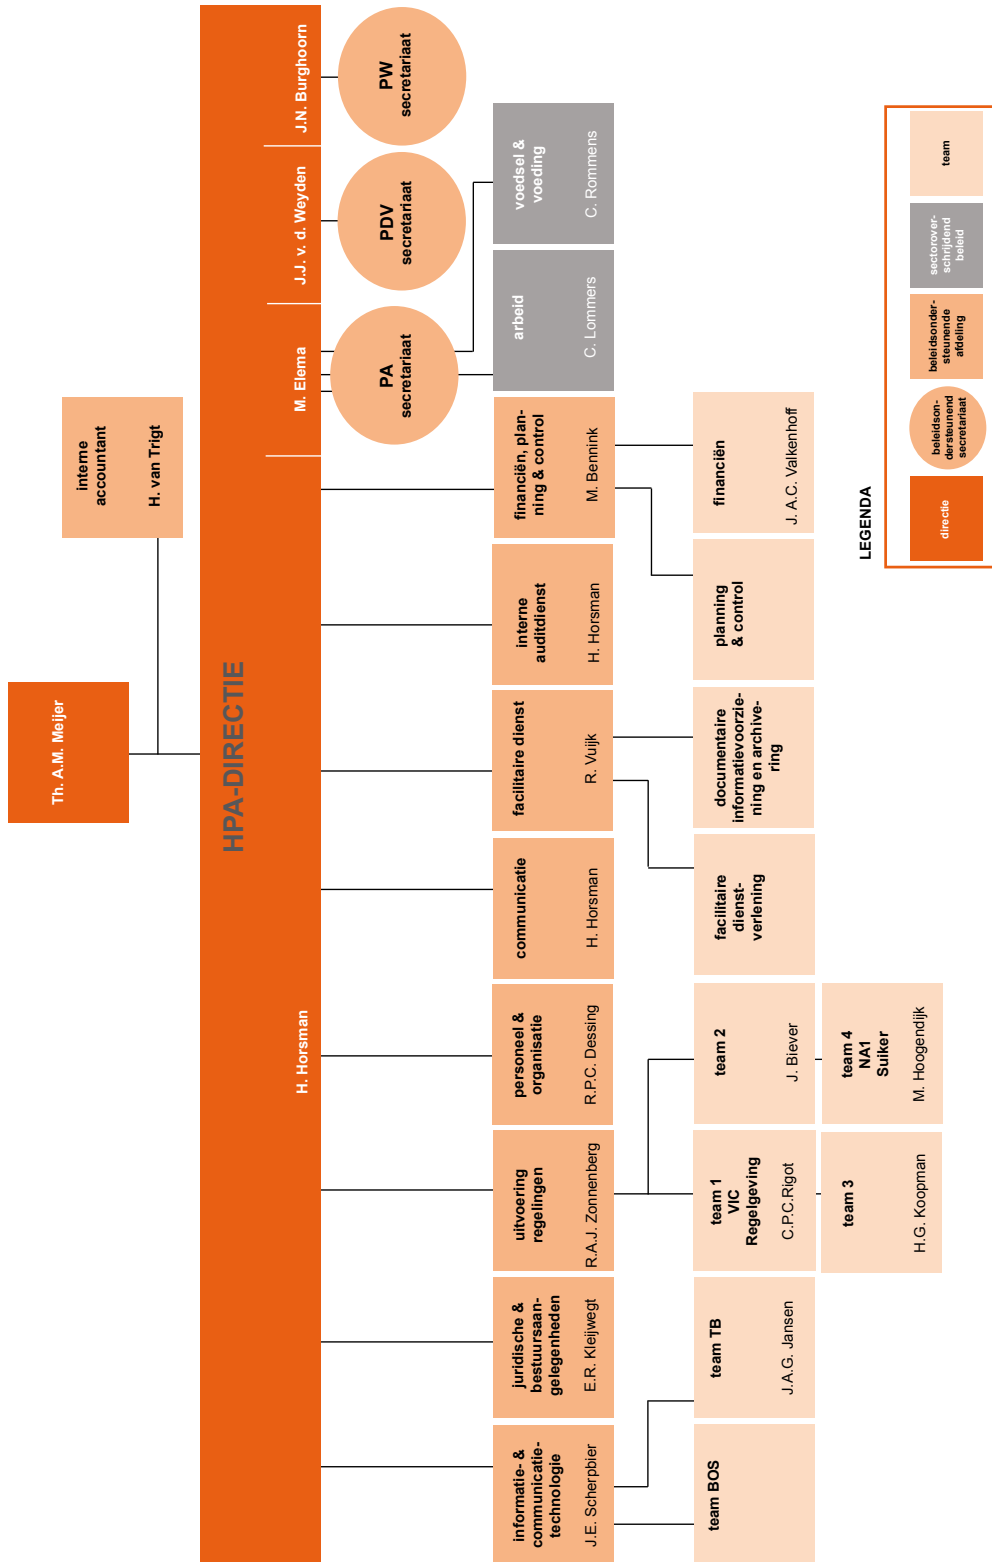 Th. A.M. Meijer
interne
accountant
H. van Trigt
HPA-DIRECTIE
H. Horsman
M. Elema
J.J. v. d. Weyden
J.N. Burghoorn
PA
secretariaat
PDV
secretariaat
PW
secretariaat
informatie- &
communicatie-
technologie
J.E. Scherpbier
juridische &
bestuursaan-
gelegenheden
E.R. Kleijwegt
uitvoering
regelingen
R.A.J. Zonnenberg
personeel &
organisatie
R.P.C. Dessing
communicatie
H. Horsman
facilitaire dienst
R. Vuijk
interne
auditdienst
H. Horsman
financiën, plan-
ning & control
M. Bennink
arbeid
C. Lommers
voedsel &
voeding
C. Rommens
team BOS
team TB
J.A.G. Jansen
team 1
VIC
Regelgeving
C.P.C.Rigot
team 2
J. Biever
facilitaire
dienst-
verlening
documentaire
informatievoorzie-
ning en archive-
ring
planning
& control
financiën
J. A.C. Valkenhoff
team 3
H.G. Koopman
team 4
NA1
Suiker
M. Hoogendijk
LEGENDA
directie
beleidson-
dersteunend
secretariaat
beleidsonder-
steunende
afdeling
sectorover-
schrijdend
beleid
team